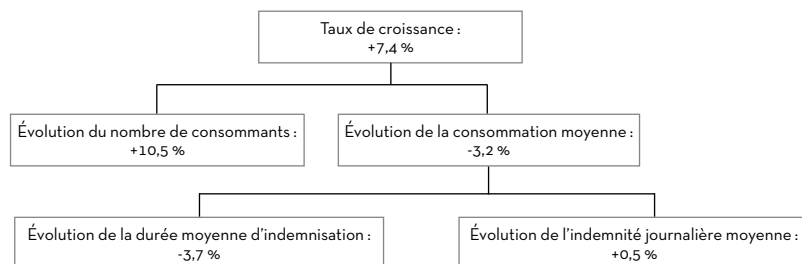 Taux de croissance :
+7,4 %
Évolution du nombre de consommants :
+10,5 %
Évolution de la consommation moyenne :
-3,2 %
Évolution de la durée moyenne d'indemnisation :
-3,7 %
Évolution de l'indemnité journalière moyenne :
+0,5 %